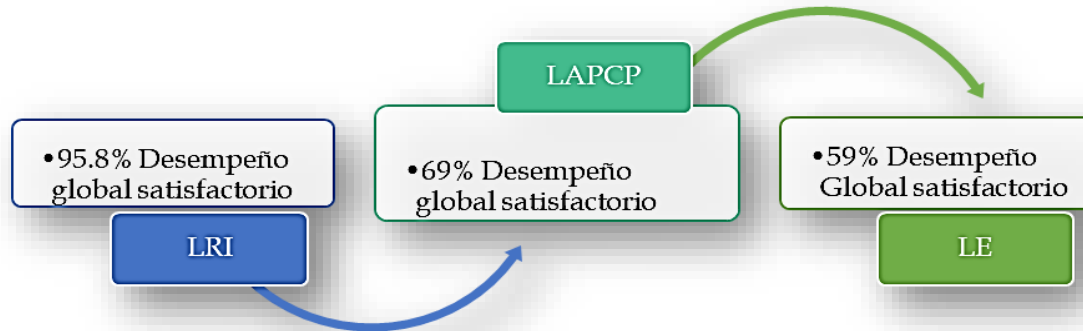 •95.8% Desempeño
global satisfactorio
LRI
LAPCP
•69% Desempeño
global satisfactorio
•59% Desempeño
Global satisfactorio
LE